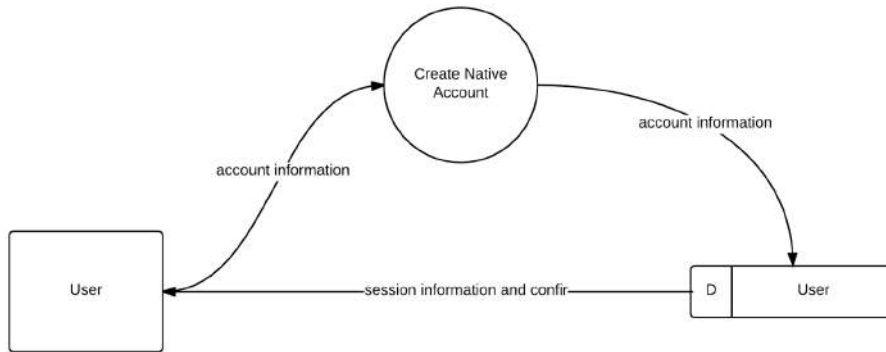 Create Native
Account
account information
account information
User
session information and confir
D
User